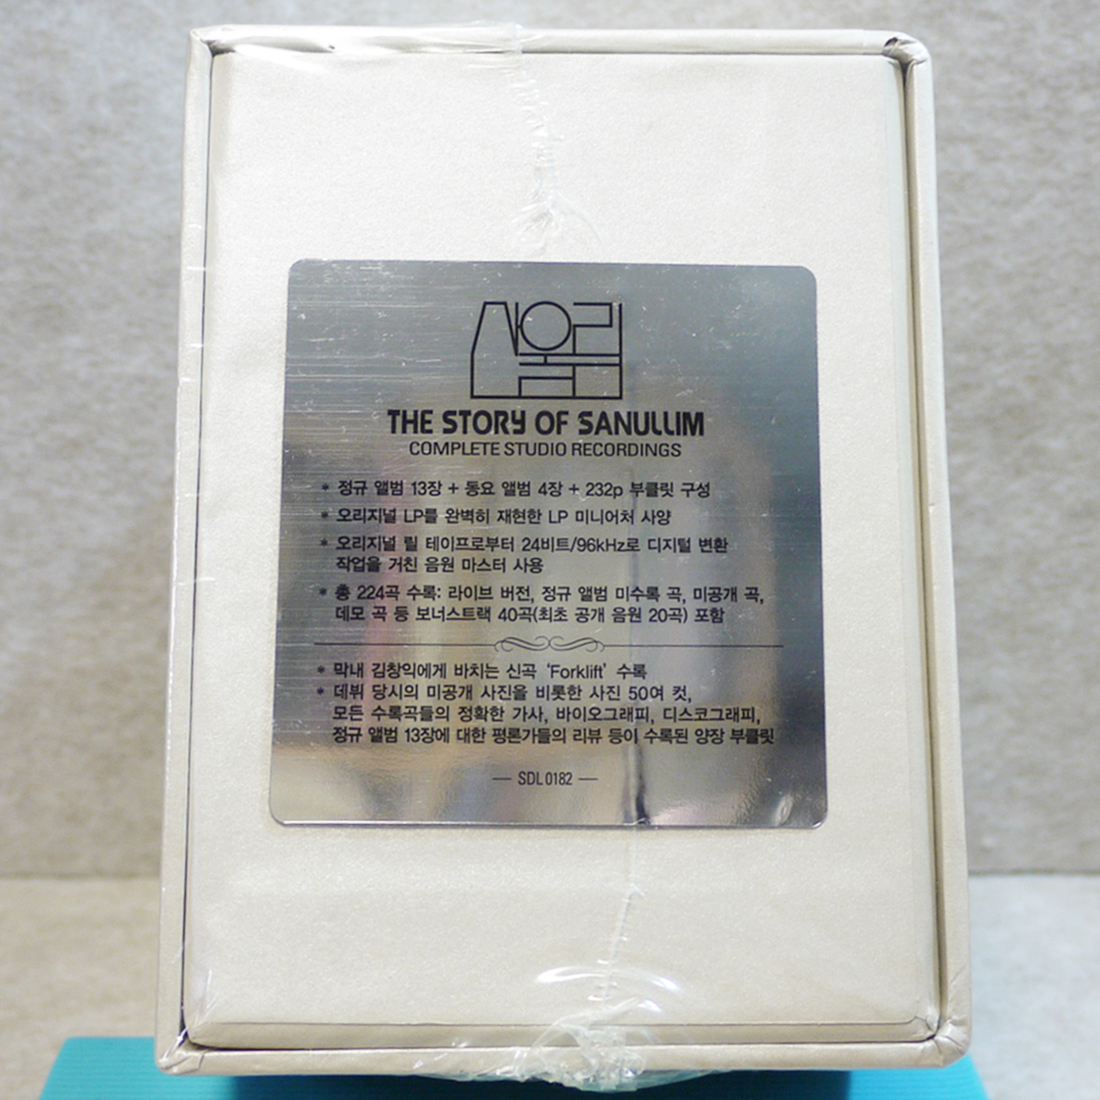 산울림
THE STORY OF SANULLIM
COMPLETE STUDIO RECORDINGS
* 정규 앨범 13장 + 동요 앨범 4장 + 232p 부클릿 구성
* 오리지널 LP를 완벽히 재현한 LP 미니어처 사양
* 오리지널 릴 테이프로부터 24비트/96kHz로 디지털 변환
작업을 거친 음원 마스터 사용
* 총 224곡 수록: 라이브 버전, 정규 앨범 미수록 곡, 미공개 곡,
데모 곡 등 보너스트랙 40곡(최초 공개 음원 20곡) 포함
* 막내 김창익에게 바치는 신곡 ‘Forklift’ 수록
* 데뷔 당시의 미공개 사진을 비롯한 사진 50여 컷,
모든 수록곡들의 정확한 가사, 바이오그래피, 디스코그래피,
정규 앨범 13장에 대한 평론가들의 리뷰 등이 수록된 양장 부클릿
— SDL 0182 —